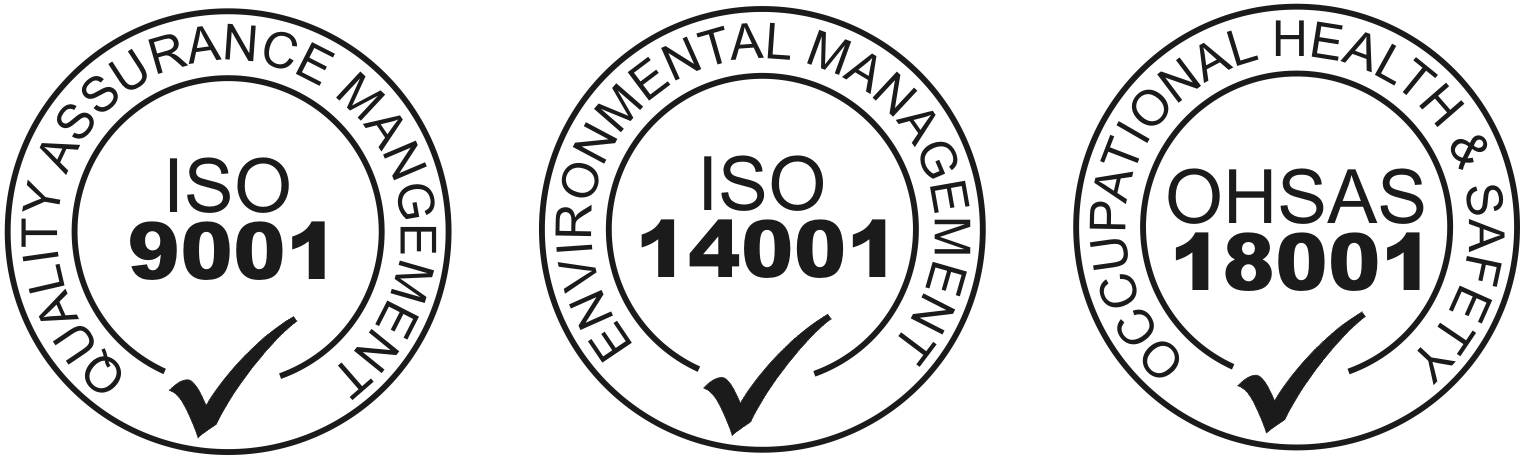 QUALITY ASSURANCE MANGEMENT
ISO
9001
ENVIRONMENTAL MANAGEMENT
ISO
14001
OCCUPATIONAL HEALTH & SAFETY
OHSAS
18001